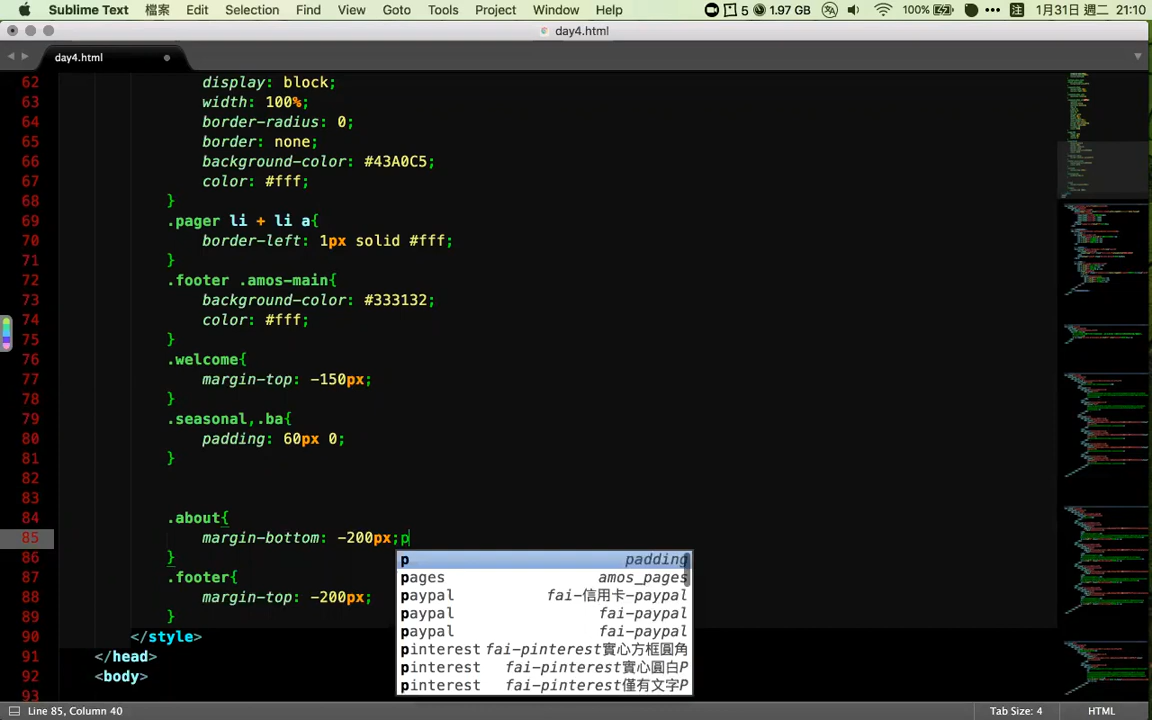 Sublime Text 檔案 Edit Selection Find View Goto Tools Project Window Help 5 1.97 GB 100% 注 1月31日 週二 21:10
day4.html
day4.html
62 display: block;
63 width: 100%;
64 border-radius: 0;
65 border: none;
66 background-color: #43A0C5;
67 color: #fff;
68 }
69 .pager li + li a{
70 border-left: 1px solid #fff;
71 }
72 .footer .amos-main{
73 background-color: #333132;
74 color: #fff;
75 }
76 .welcome{
77 margin-top: -150px;
78 }
79 .seasonal,.ba{
80 padding: 60px 0;
81 }
82
83
84 .about{
85 margin-bottom: -200px;p
86 }
p padding
87 .footer{
pages amos_pages
88 margin-top: -200px;
paypal fai-信用卡-paypal
89 }
paypal fai-paypal
90 </style>
paypal fai-paypal
91 </head>
pinterest fai-pinterest實心方框圓角
92 <body>
pinterest fai-pinterest實心圓白P
93
pinterest fai-pinterest僅有文字P
Line 85, Column 40 Tab Size: 4 HTML